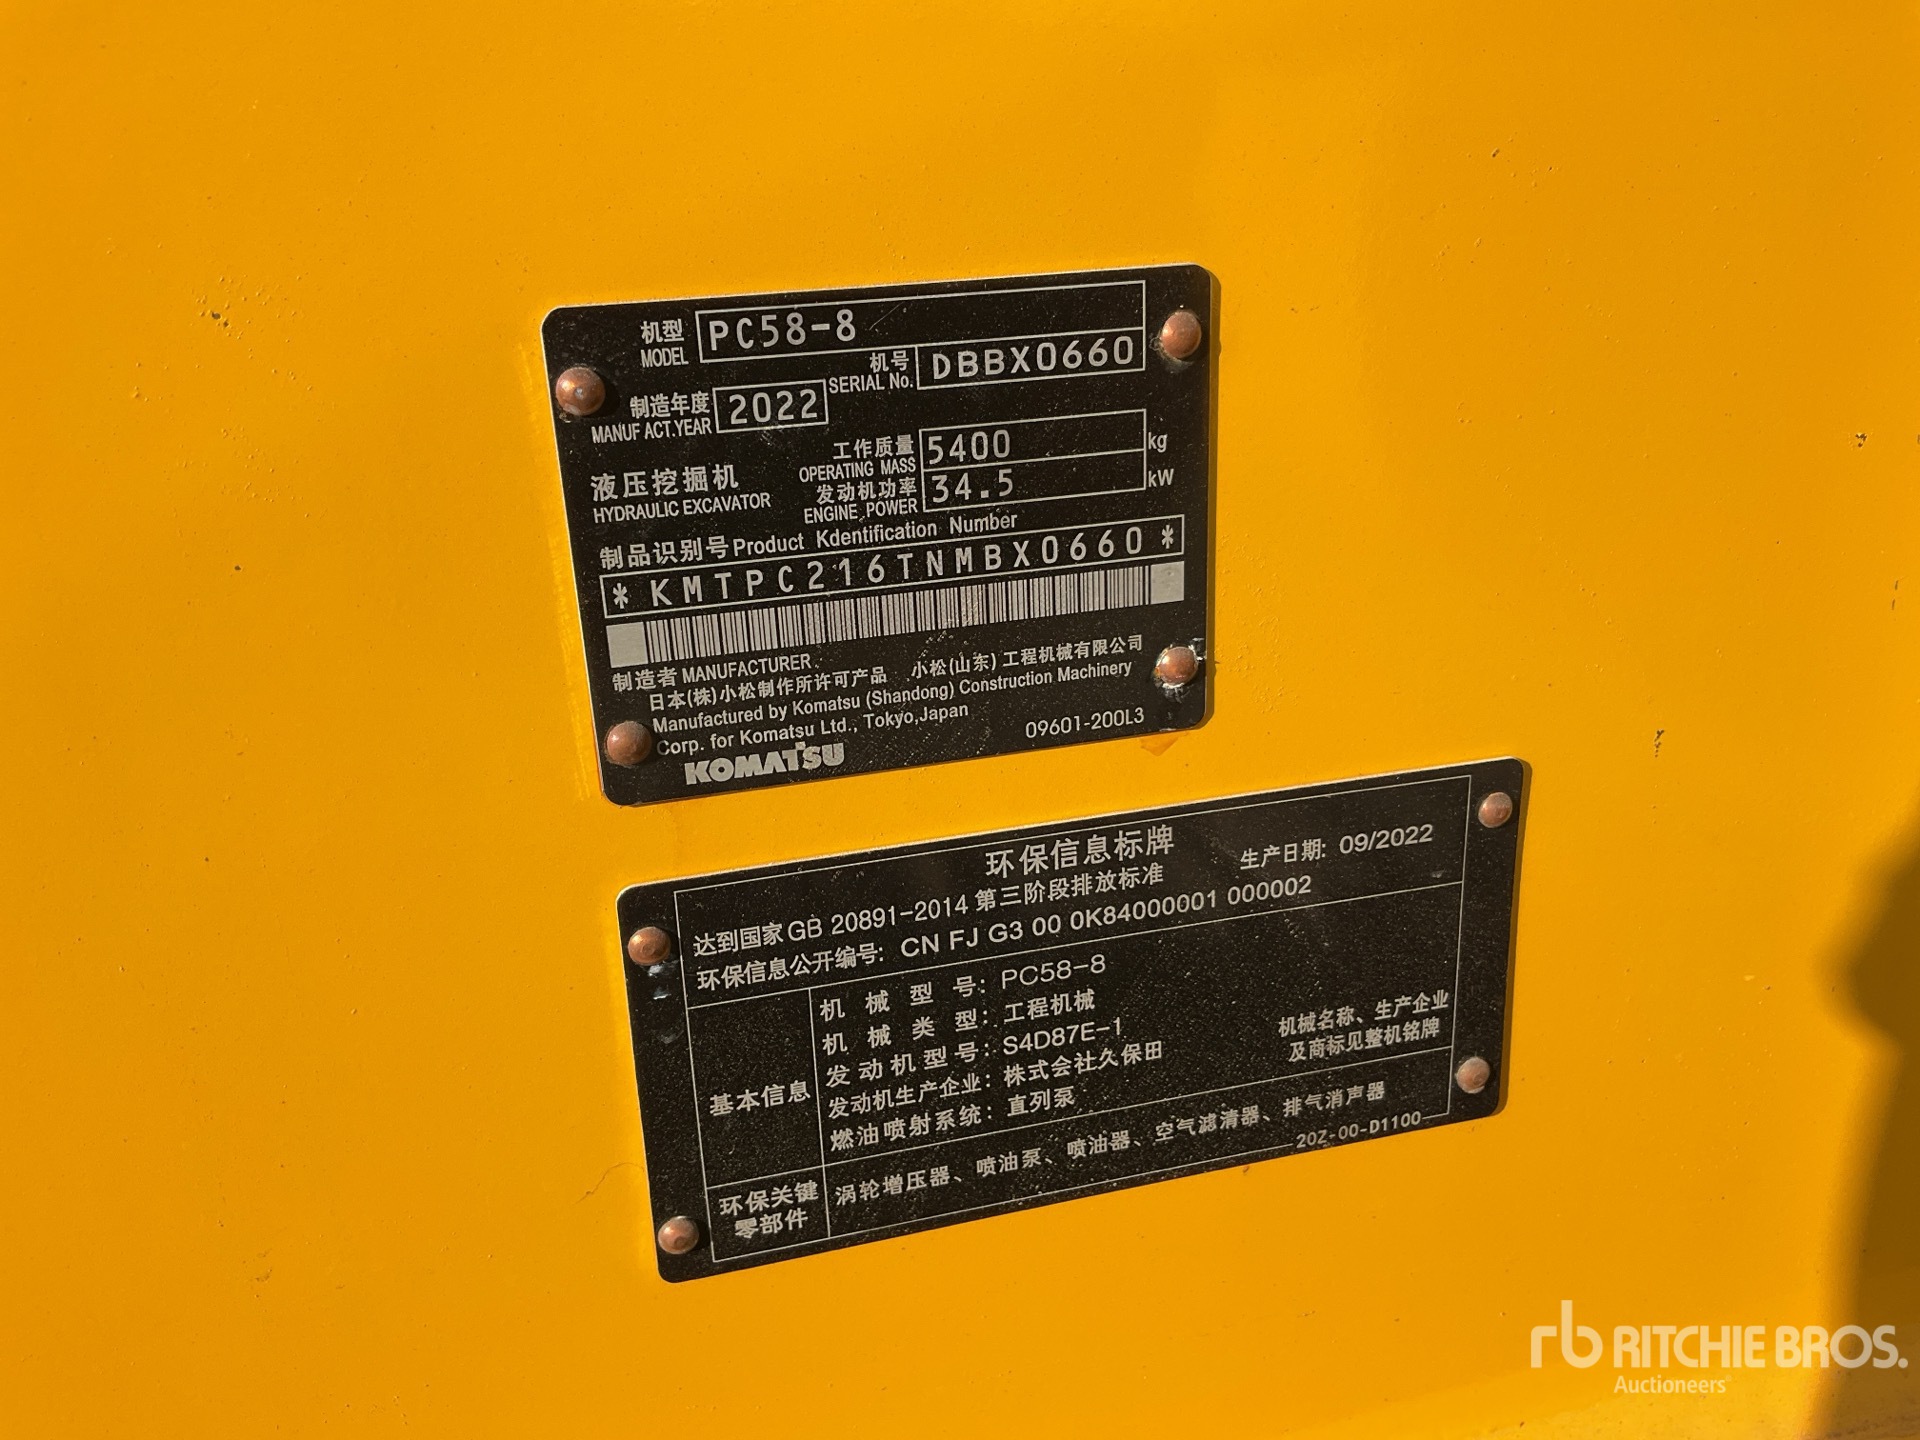 机型 PC58-8
MODEL
机号 DBBX0660
SERIAL No.
制造年度 2022
MANUF ACT.YEAR
工作质量 5400 kg
OPERATING MASS
液压挖掘机
HYDRAULIC EXCAVATOR
发动机功率 34.5 kW
ENGINE POWER
制品识别号 Product Kdentification Number
*KMTPC216TNMBX0660*
制造者 MANUFACTURER
日本(株)小松制作所许可产品 小松(山东)工程机械有限公司
Manufactured by Komatsu (Shandong) Construction Machinery
Corp. for Komatsu Ltd., Tokyo,Japan 09601-200L3
KOMATSU
环保信息标牌
生产日期: 09/2022
达到国家GB 20891-2014 第三阶段排放标准
环保信息公开编号: CN FJ G3 00 0K84000001 000002
基本信息
机械型号: PC58-8
机械类型: 工程机械
发动机型号: S4D87E-1
发动机生产企业: 株式会社久保田
燃油喷射系统: 直列泵
机械名称、生产企业
及商标见整机铭牌
环保关键
零部件
涡轮增压器、喷油泵、喷油器、空气滤清器、排气消声器
20Z-00-D1100
rb RITCHIE BROS.
Auctioneers